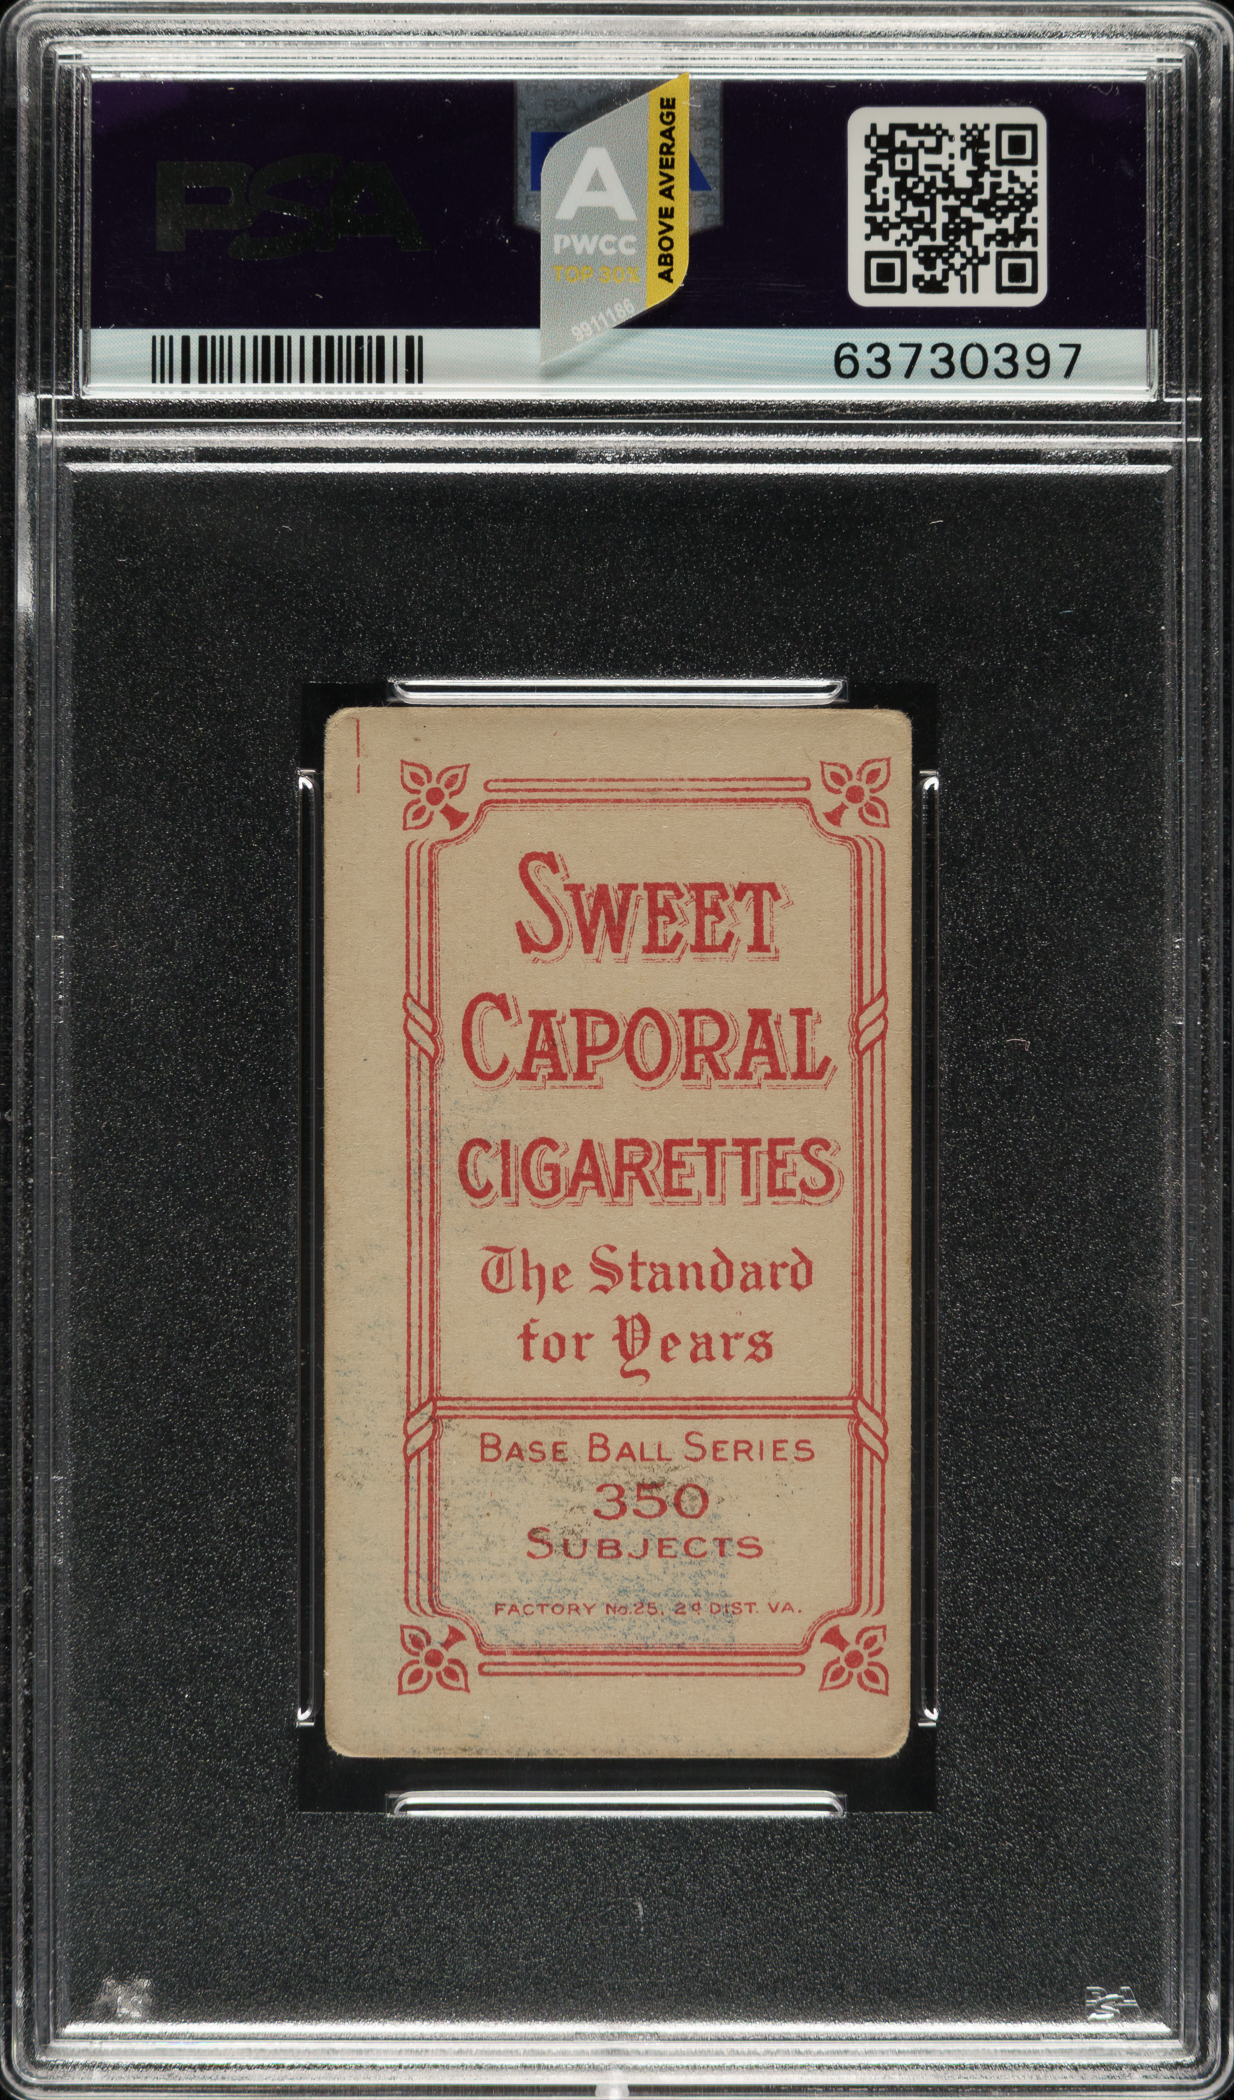 PSA
A
PWCC
TOP 30%
ABOVE AVERAGE
9911186
63730397
SWEET
CAPORAL
CIGARETTES
The Standard
for Years
BASE BALL SERIES
350
SUBJECTS
FACTORY No. 25, 2d DIST. VA.
PSA